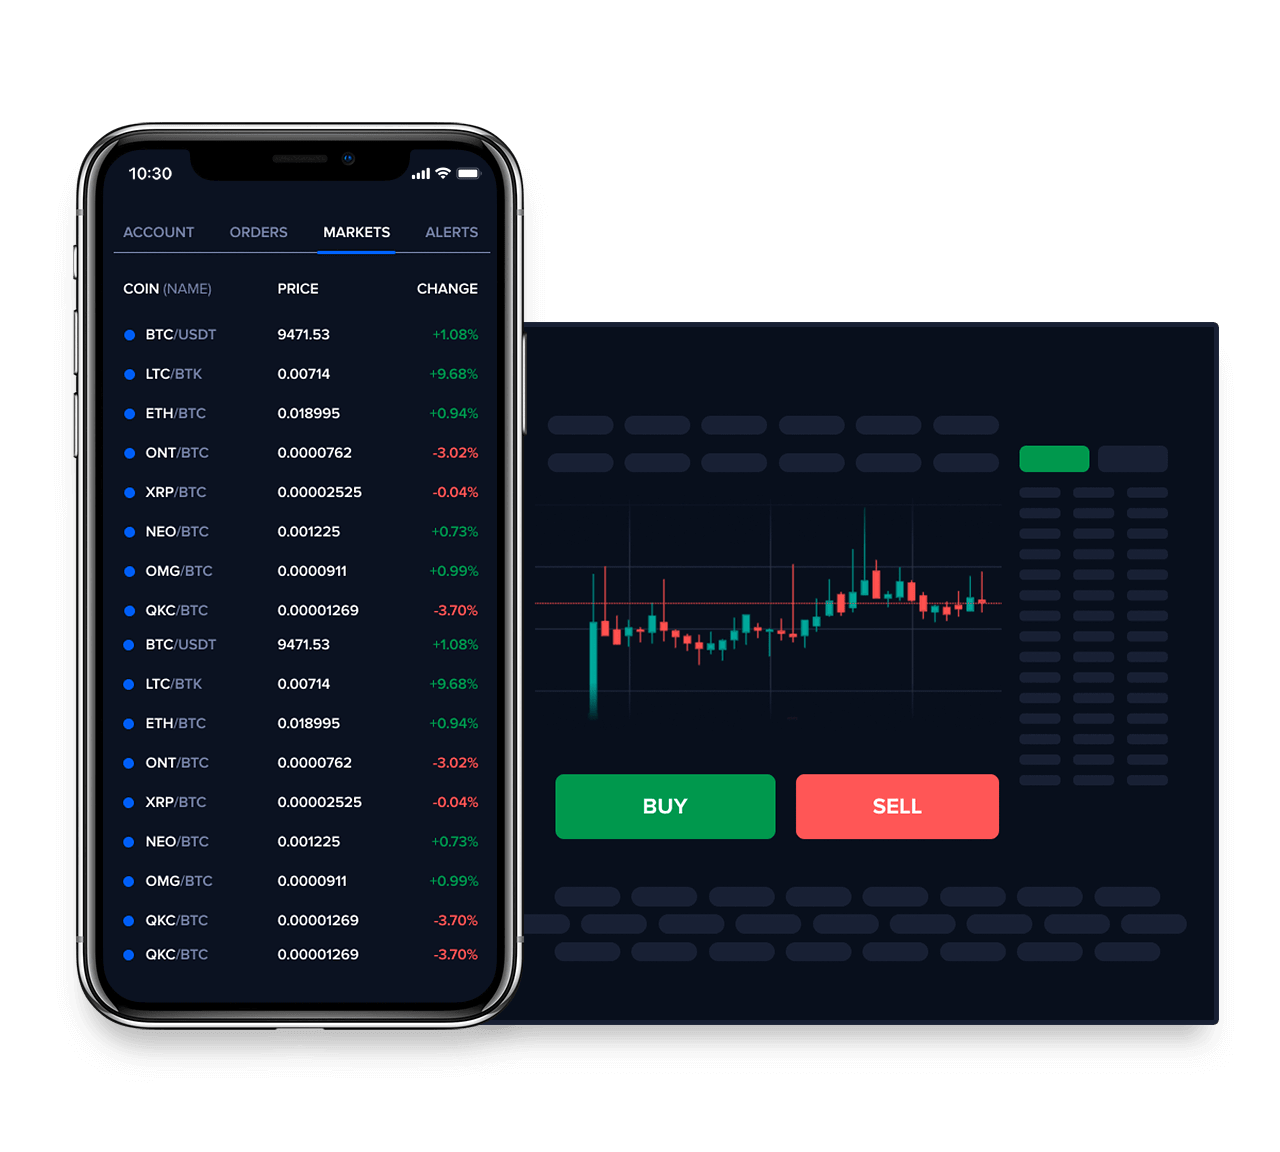 10:30
ACCOUNT ORDERS MARKETS ALERTS
COIN (NAME) PRICE CHANGE
BTC/USDT 9471.53 +1.08%
LTC/BTK 0.00714 +9.68%
ETH/BTC 0.018995 +0.94%
ONT/BTC 0.0000762 -3.02%
XRP/BTC 0.00002525 -0.04%
NEO/BTC 0.001225 +0.73%
OMG/BTC 0.0000911 +0.99%
QKC/BTC 0.00001269 -3.70%
BTC/USDT 9471.53 +1.08%
LTC/BTK 0.00714 +9.68%
ETH/BTC 0.018995 +0.94%
ONT/BTC 0.0000762 -3.02%
XRP/BTC 0.00002525 -0.04%
NEO/BTC 0.001225 +0.73%
OMG/BTC 0.0000911 +0.99%
QKC/BTC 0.00001269 -3.70%
QKC/BTC 0.00001269 -3.70%
BUY SELL